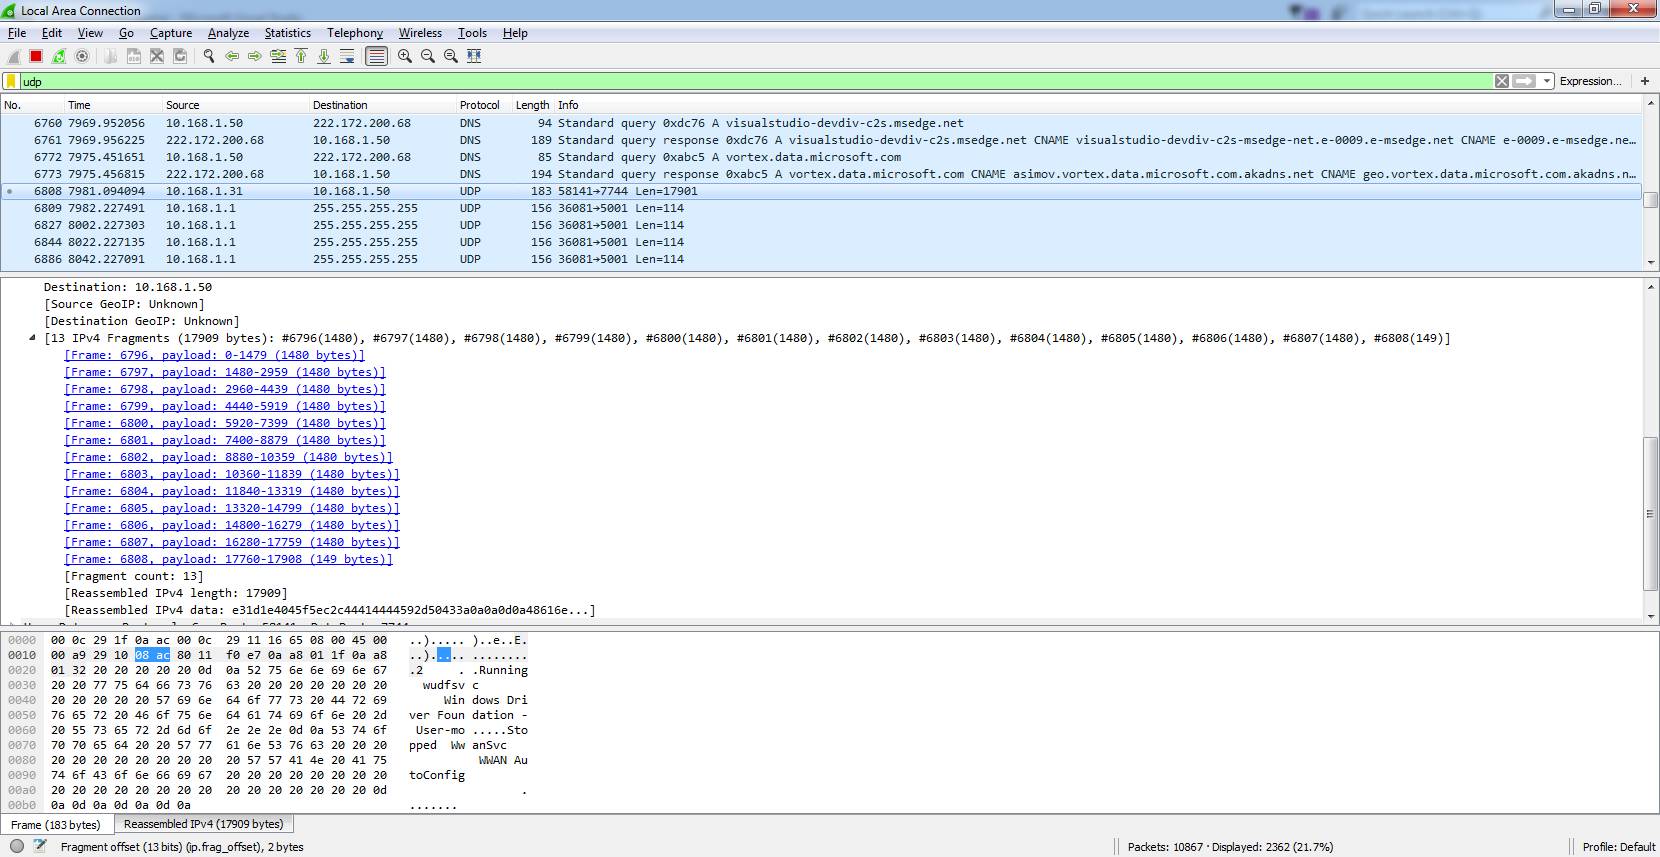 Local Area Connection
File Edit View Go Capture Analyze Statistics Telephony Wireless Tools Help
udp Expression... +
No. Time Source Destination Protocol Length Info
6760 7969.952056 10.168.1.50 222.172.200.68 DNS 94 Standard query 0xdc76 A visualstudio-devdiv-c2s.msedge.net
6761 7969.956225 222.172.200.68 10.168.1.50 DNS 189 Standard query response 0xdc76 A visualstudio-devdiv-c2s.msedge.net CNAME visualstudio-devdiv-c2s-msedge-net.e-0009.e-msedge.net CNAME e-0009.e-msedge.ne…
6772 7975.451651 10.168.1.50 222.172.200.68 DNS 85 Standard query 0xabc5 A vortex.data.microsoft.com
6773 7975.456815 222.172.200.68 10.168.1.50 DNS 194 Standard query response 0xabc5 A vortex.data.microsoft.com CNAME asimov.vortex.data.microsoft.com.akadns.net CNAME geo.vortex.data.microsoft.com.akadns.n…
6808 7981.094094 10.168.1.31 10.168.1.50 UDP 183 58141→7744 Len=17901
6809 7982.227491 10.168.1.1 255.255.255.255 UDP 156 36081→5001 Len=114
6827 8002.227303 10.168.1.1 255.255.255.255 UDP 156 36081→5001 Len=114
6844 8022.227135 10.168.1.1 255.255.255.255 UDP 156 36081→5001 Len=114
6886 8042.227091 10.168.1.1 255.255.255.255 UDP 156 36081→5001 Len=114
Destination: 10.168.1.50
[Source GeoIP: Unknown]
[Destination GeoIP: Unknown]
[13 IPv4 Fragments (17909 bytes): #6796(1480), #6797(1480), #6798(1480), #6799(1480), #6800(1480), #6801(1480), #6802(1480), #6803(1480), #6804(1480), #6805(1480), #6806(1480), #6807(1480), #6808(149)]
[Frame: 6796, payload: 0-1479 (1480 bytes)]
[Frame: 6797, payload: 1480-2959 (1480 bytes)]
[Frame: 6798, payload: 2960-4439 (1480 bytes)]
[Frame: 6799, payload: 4440-5919 (1480 bytes)]
[Frame: 6800, payload: 5920-7399 (1480 bytes)]
[Frame: 6801, payload: 7400-8879 (1480 bytes)]
[Frame: 6802, payload: 8880-10359 (1480 bytes)]
[Frame: 6803, payload: 10360-11839 (1480 bytes)]
[Frame: 6804, payload: 11840-13319 (1480 bytes)]
[Frame: 6805, payload: 13320-14799 (1480 bytes)]
[Frame: 6806, payload: 14800-16279 (1480 bytes)]
[Frame: 6807, payload: 16280-17759 (1480 bytes)]
[Frame: 6808, payload: 17760-17908 (149 bytes)]
[Fragment count: 13]
[Reassembled IPv4 length: 17909]
[Reassembled IPv4 data: e31d1e4045f5ec2c44414444592d50433a0a0a0d0a48616e...]
0000 00 0c 29 1f 0a ac 00 0c 29 11 16 65 08 00 45 00 ..)..... )..e..E.
0010 00 a9 29 10 08 ac 80 11 f0 e7 0a a8 01 1f 0a a8 ..)..... ........
0020 01 32 20 20 20 20 20 0d 0a 52 75 6e 6e 69 6e 67 .2 . .Running
0030 20 20 77 75 64 66 73 76 63 20 20 20 20 20 20 20 wudfsv c
0040 20 20 20 20 20 57 69 6e 64 6f 77 73 20 44 72 69 Win dows Dri
0050 76 65 72 20 46 6f 75 6e 64 61 74 69 6f 6e 20 2d ver Foun dation -
0060 20 55 73 65 72 2d 6d 6f 2e 2e 2e 0d 0a 53 74 6f User-mo .....Sto
0070 70 70 65 64 20 20 57 77 61 6e 53 76 63 20 20 20 pped Ww anSvc
0080 20 20 20 20 20 20 20 20 20 57 57 41 4e 20 41 75 WWAN Au
0090 74 6f 43 6f 6e 66 69 67 20 20 20 20 20 20 20 20 toConfig
00a0 20 20 20 20 20 20 20 20 20 20 20 20 20 20 20 0d .
00b0 0a 0d 0a 0d 0a 0d 0a .......
Frame (183 bytes) Reassembled IPv4 (17909 bytes)
Fragment offset (13 bits) (ip.frag_offset), 2 bytes Packets: 10867 · Displayed: 2362 (21.7%) Profile: Default